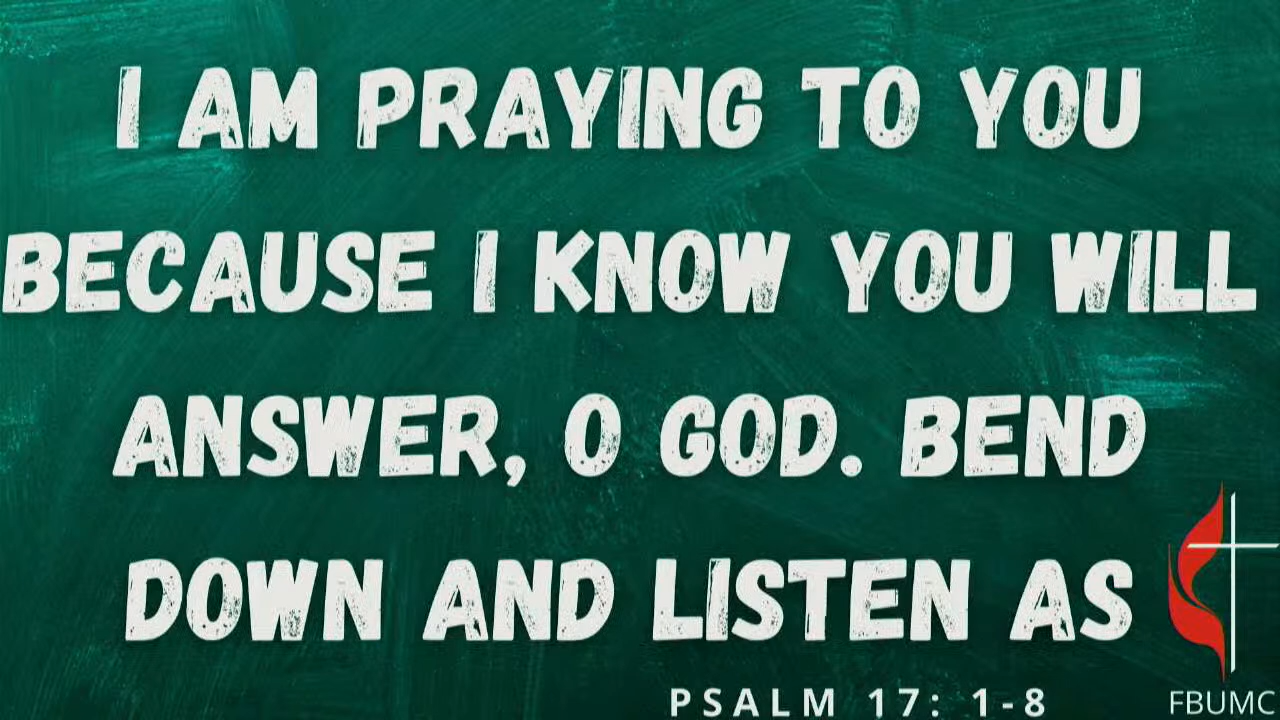 I AM PRAYING TO YOU
BECAUSE I KNOW YOU WILL
ANSWER, O GOD. BEND
DOWN AND LISTEN AS
PSALM 17: 1-8
FBUMC